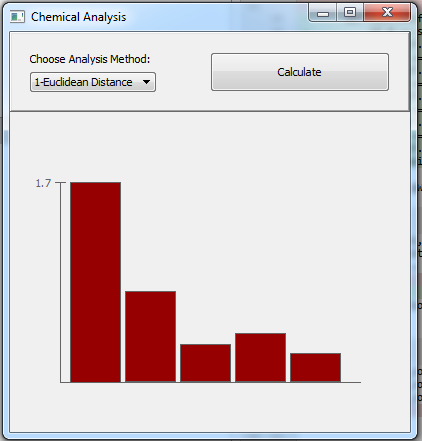 Chemical Analysis
Choose Analysis Method:
1-Euclidean Distance
Calculate
1.7